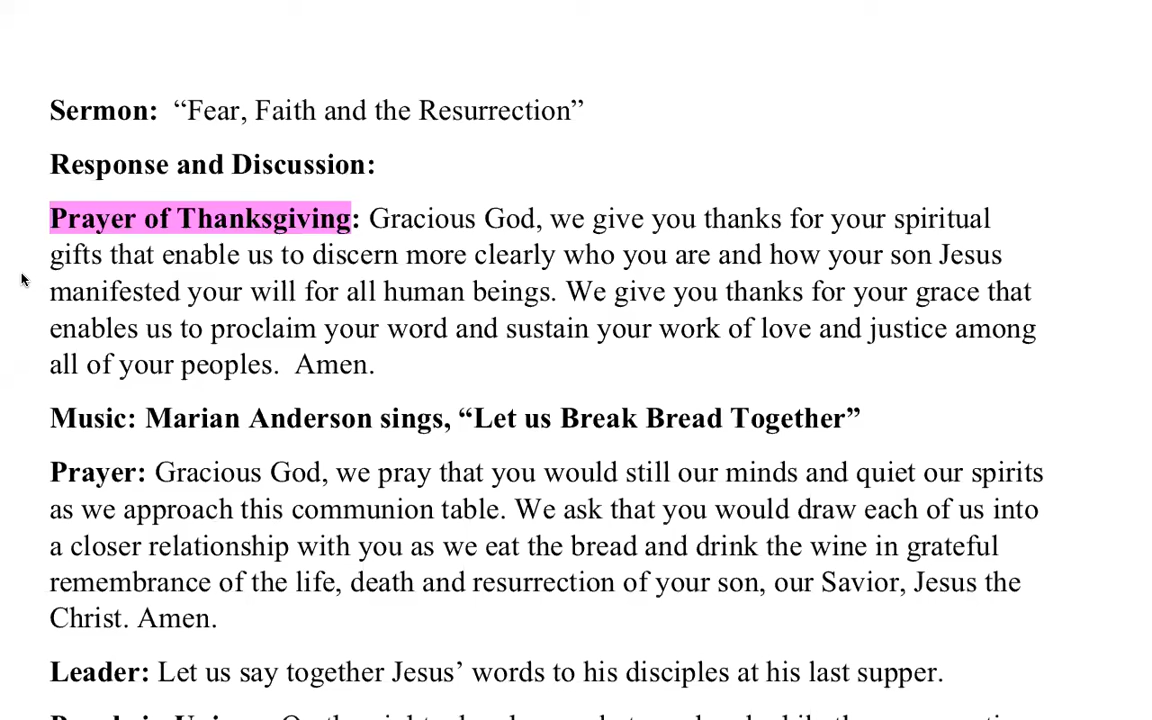 Sermon:  “Fear, Faith and the Resurrection”
Response and Discussion:
Prayer of Thanksgiving: Gracious God, we give you thanks for your spiritual
gifts that enable us to discern more clearly who you are and how your son Jesus
manifested your will for all human beings. We give you thanks for your grace that
enables us to proclaim your word and sustain your work of love and justice among
all of your peoples.  Amen.
Music: Marian Anderson sings, “Let us Break Bread Together”
Prayer: Gracious God, we pray that you would still our minds and quiet our spirits
as we approach this communion table. We ask that you would draw each of us into
a closer relationship with you as we eat the bread and drink the wine in grateful
remembrance of the life, death and resurrection of your son, our Savior, Jesus the
Christ. Amen.
Leader: Let us say together Jesus’ words to his disciples at his last supper.